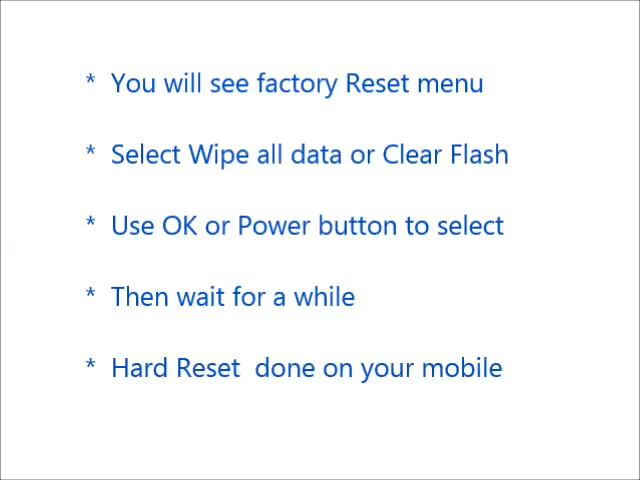 * You will see factory Reset menu
* Select Wipe all data or Clear Flash
* Use OK or Power button to select
* Then wait for a while
* Hard Reset  done on your mobile